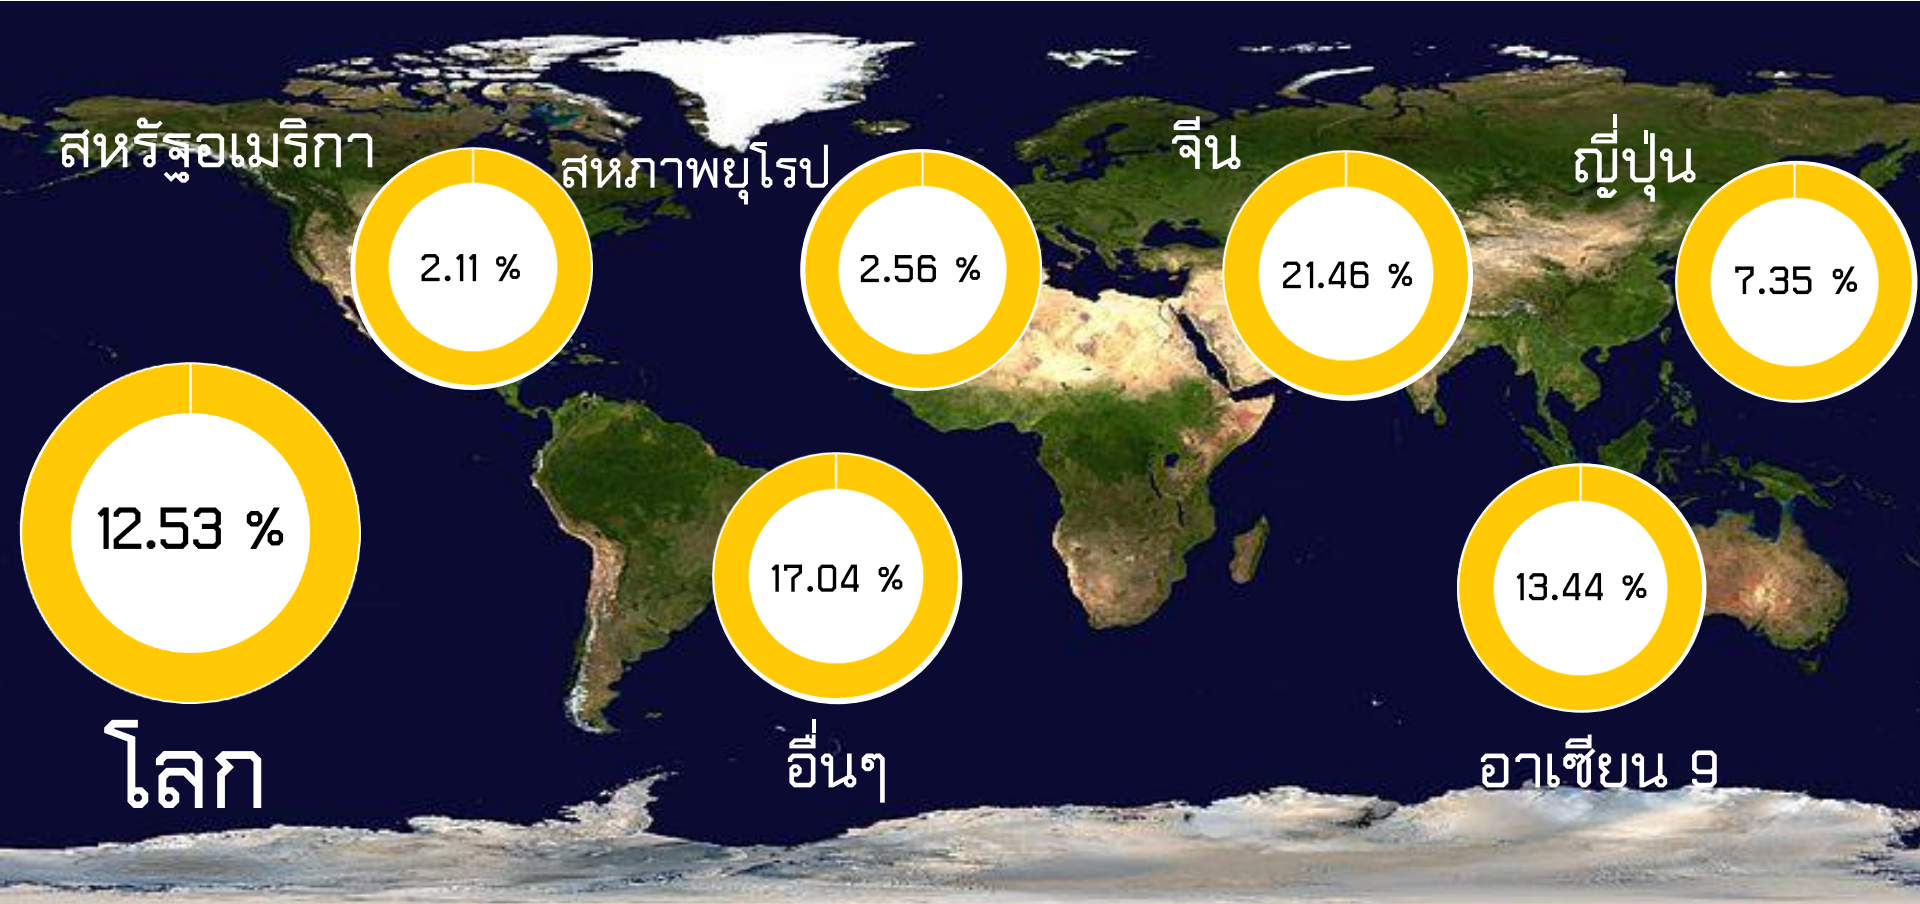 สหรัฐอเมริกา
2.11 %
สหภาพยุโรป
2.56 %
จีน
21.46 %
ญี่ปุ่น
7.35 %
12.53 %
โลก
17.04 %
อื่นๆ
13.44 %
อาเซียน 9